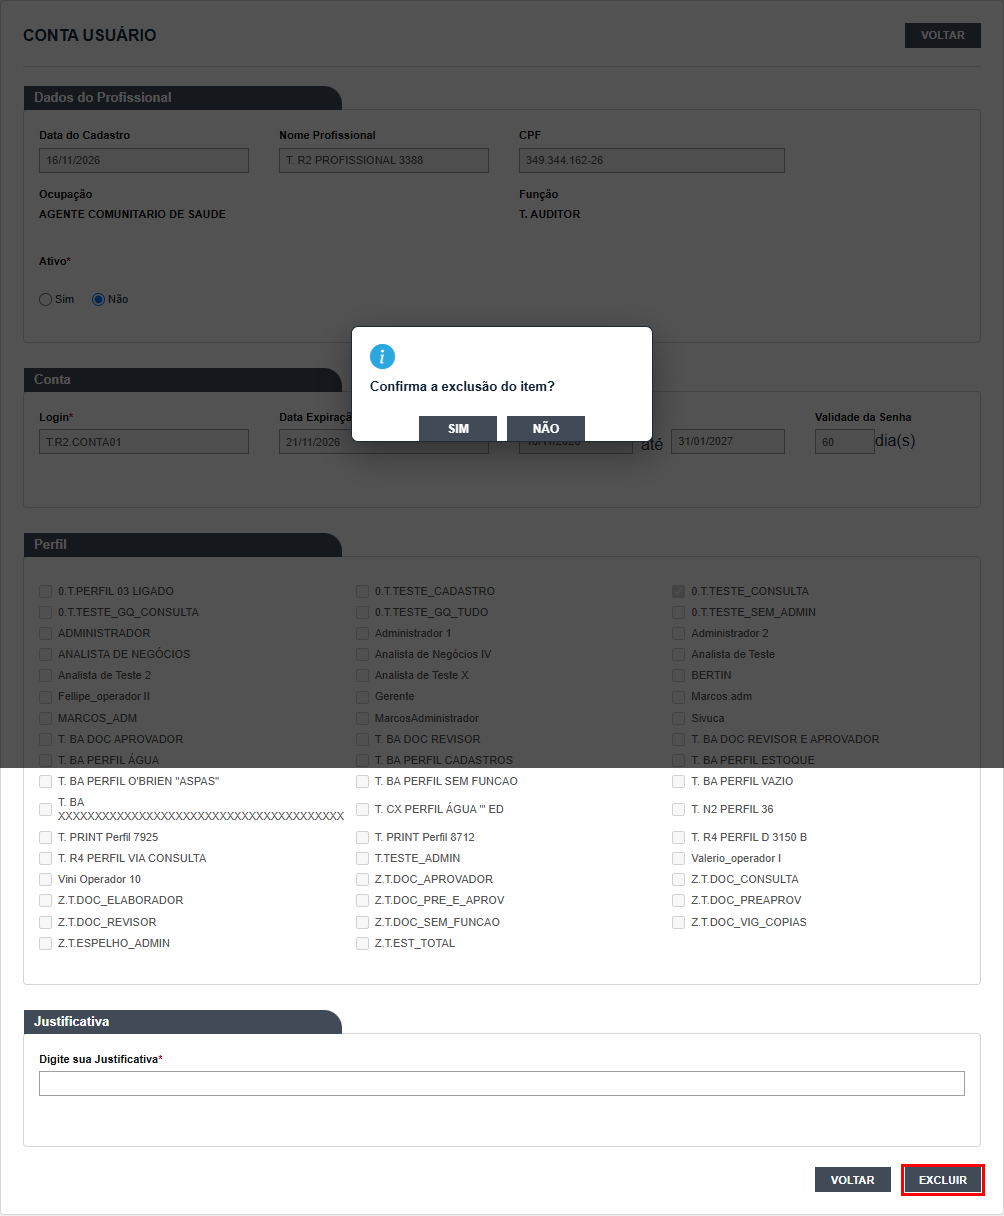 CONTA USUÁRIO
VOLTAR
Dados do Profissional
Data do Cadastro Nome Profissional CPF
16/11/2026 T. R2 PROFISSIONAL 3388 349.344.162-26
Ocupação Função
AGENTE COMUNITARIO DE SAUDE T. AUDITOR
Ativo*
Sim Não
Confirma a exclusão do item?
SIM NÃO
Conta
Login* Data Expiraçã Validade da Senha
T.R2.CONTA01 21/11/2026 até 31/01/2027 60 dia(s)
Perfil
0.T.PERFIL 03 LIGADO 0.T.TESTE_CADASTRO 0.T.TESTE_CONSULTA
0.T.TESTE_GQ_CONSULTA 0.T.TESTE_GQ_TUDO 0.T.TESTE_SEM_ADMIN
ADMINISTRADOR Administrador 1 Administrador 2
ANALISTA DE NEGÓCIOS Analista de Negócios IV Analista de Teste
Analista de Teste 2 Analista de Teste X BERTIN
Fellipe_operador II Gerente Marcos.adm
MARCOS_ADM MarcosAdministrador Sivuca
T. BA DOC APROVADOR T. BA DOC REVISOR T. BA DOC REVISOR E APROVADOR
T. BA PERFIL ÁGUA T. BA PERFIL CADASTROS T. BA PERFIL ESTOQUE
T. BA PERFIL O'BRIEN "ASPAS" T. BA PERFIL SEM FUNCAO T. BA PERFIL VAZIO
T. BA
XXXXXXXXXXXXXXXXXXXXXXXXXXXXXXXXXXXXXXX T. CX PERFIL ÁGUA '" ED T. N2 PERFIL 36
T. PRINT Perfil 7925 T. PRINT Perfil 8712 T. R4 PERFIL D 3150 B
T. R4 PERFIL VIA CONSULTA T.TESTE_ADMIN Valerio_operador I
Vini Operador 10 Z.T.DOC_APROVADOR Z.T.DOC_CONSULTA
Z.T.DOC_ELABORADOR Z.T.DOC_PRE_E_APROV Z.T.DOC_PREAPROV
Z.T.DOC_REVISOR Z.T.DOC_SEM_FUNCAO Z.T.DOC_VIG_COPIAS
Z.T.ESPELHO_ADMIN Z.T.EST_TOTAL
Justificativa
Digite sua Justificativa*
VOLTAR EXCLUIR